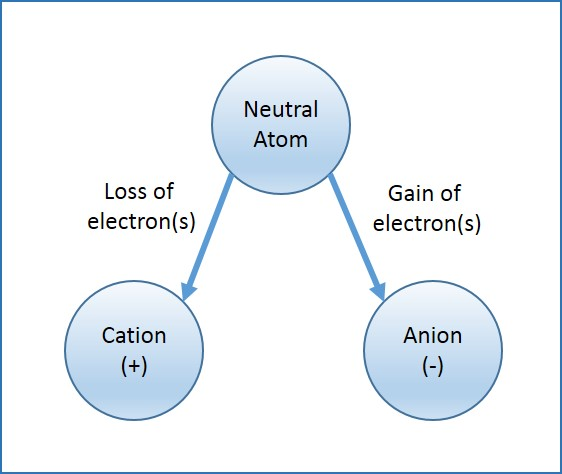 Neutral
Atom
Loss of
electron(s)
Gain of
electron(s)
Cation
(+)
Anion
(-)